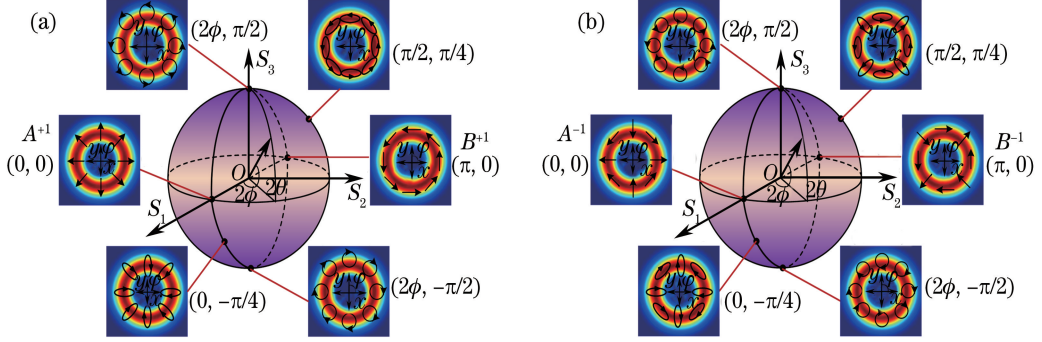 (a)
(2ϕ, π/2)
y φ
x
y φ
x
(π/2, π/4)
S₃
A⁺¹
(0, 0)
y φ
x
B⁺¹
(π, 0)
y φ
x
O
2ϕ
2θ
S₂
S₁
y φ
x
(0, −π/4)
y φ
x
(2ϕ, −π/2)
(b)
y φ
x
(2ϕ, π/2)
y φ
x
(π/2, π/4)
S₃
A⁻¹
(0, 0)
y φ
x
B⁻¹
(π, 0)
y φ
x
O
2ϕ
2θ
S₂
S₁
y φ
x
(0, −π/4)
y φ
x
(2ϕ, −π/2)